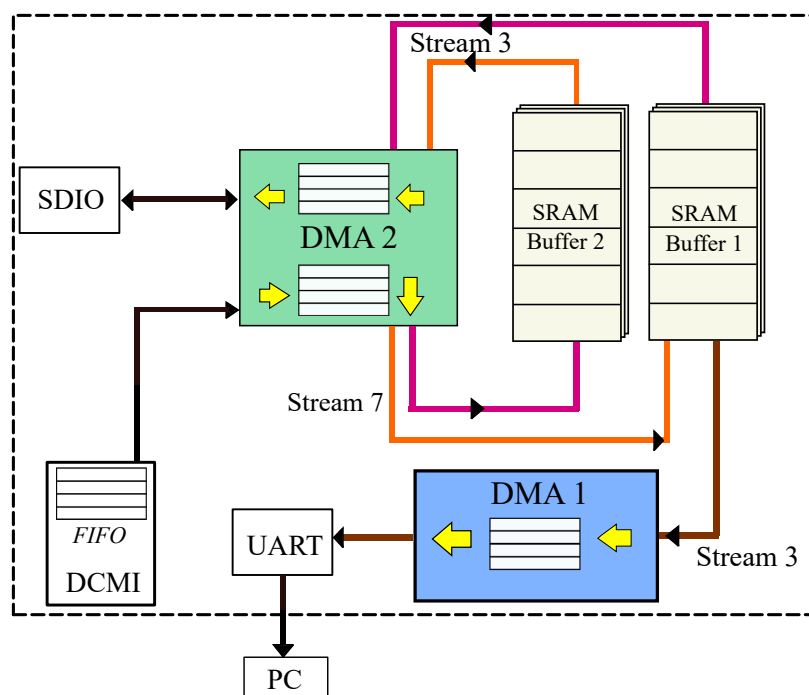 Stream 3
SDIO
DMA 2
SRAM
Buffer 2
SRAM
Buffer 1
Stream 7
DMA 1
FIFO
DCMI
UART
Stream 3
PC